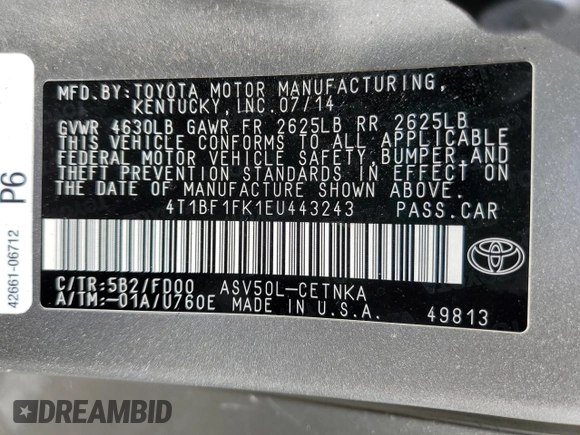 MFD.BY:TOYOTA MOTOR MANUFACTURING,
KENTUCKY, INC.07/14
GVWR 4630LB GAWR FR 2625LB RR 2625LB
THIS VEHICLE CONFORMS TO ALL APPLICABLE
FEDERAL MOTOR VEHICLE SAFETY,BUMPER,AND
THEFT PREVENTION STANDARDS IN EFFECT ON
THE DATE OF MANUFACTURE SHOWN ABOVE.
4T1BF1FK1EU443243 PASS.CAR
C/TR:5B2/FD00 ASV50L-CETNKA
A/TM:-01A/U760E MADE IN U.S.A. 49813
TOYOTA
P6
42661-06712
DREAMBID